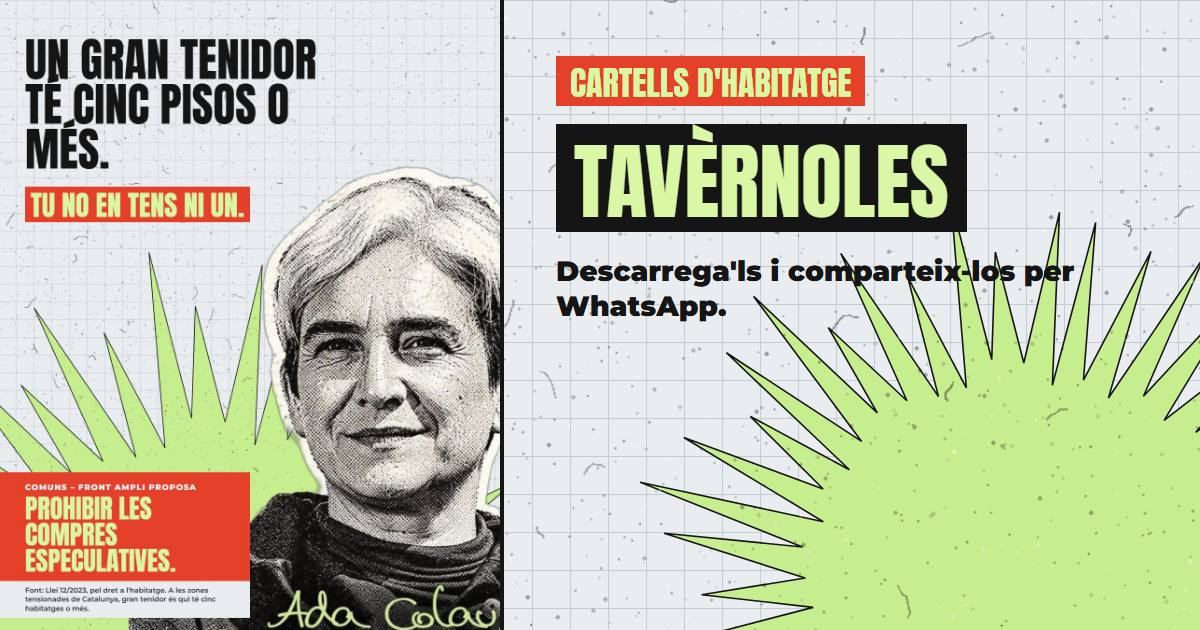 UN GRAN TENIDOR
TÉ CINC PISOS O
MÉS.
TU NO EN TENS NI UN.
COMUNS – FRONT AMPLI PROPOSA
PROHIBIR LES
COMPRES
ESPECULATIVES.
Font: Llei 12/2023, pel dret a l'habitatge. A les zones
tensionades de Catalunya, gran tenidor és qui té cinc
habitatges o més.
Ada Colau
CARTELLS D'HABITATGE
TAVÈRNOLES
Descarrega'ls i comparteix-los per
WhatsApp.